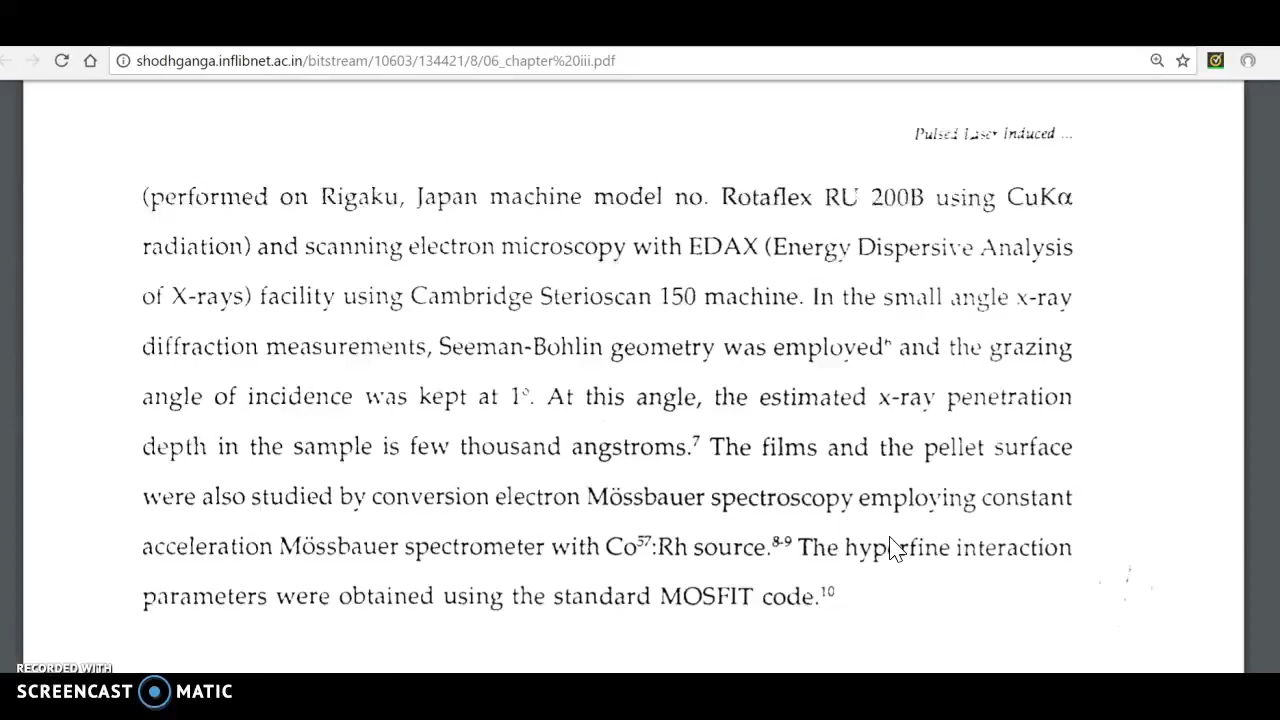 shodhganga.inflibnet.ac.in/bitstream/10603/134421/8/06_chapter%20iii.pdf
Pulsed Laser Induced ...
(performed on Rigaku, Japan machine model no. Rotaflex RU 200B using CuKα
radiation) and scanning electron microscopy with EDAX (Energy Dispersive Analysis
of X-rays) facility using Cambridge Sterioscan 150 machine. In the small angle x-ray
diffraction measurements, Seeman-Bohlin geometry was employed⁶ and the grazing
angle of incidence was kept at 1°. At this angle, the estimated x-ray penetration
depth in the sample is few thousand angstroms.⁷ The films and the pellet surface
were also studied by conversion electron Mössbauer spectroscopy employing constant
acceleration Mössbauer spectrometer with Co⁵⁷:Rh source.⁸⁻⁹ The hyperfine interaction
parameters were obtained using the standard MOSFIT code.¹⁰
RECORDED WITH
SCREENCAST MATIC